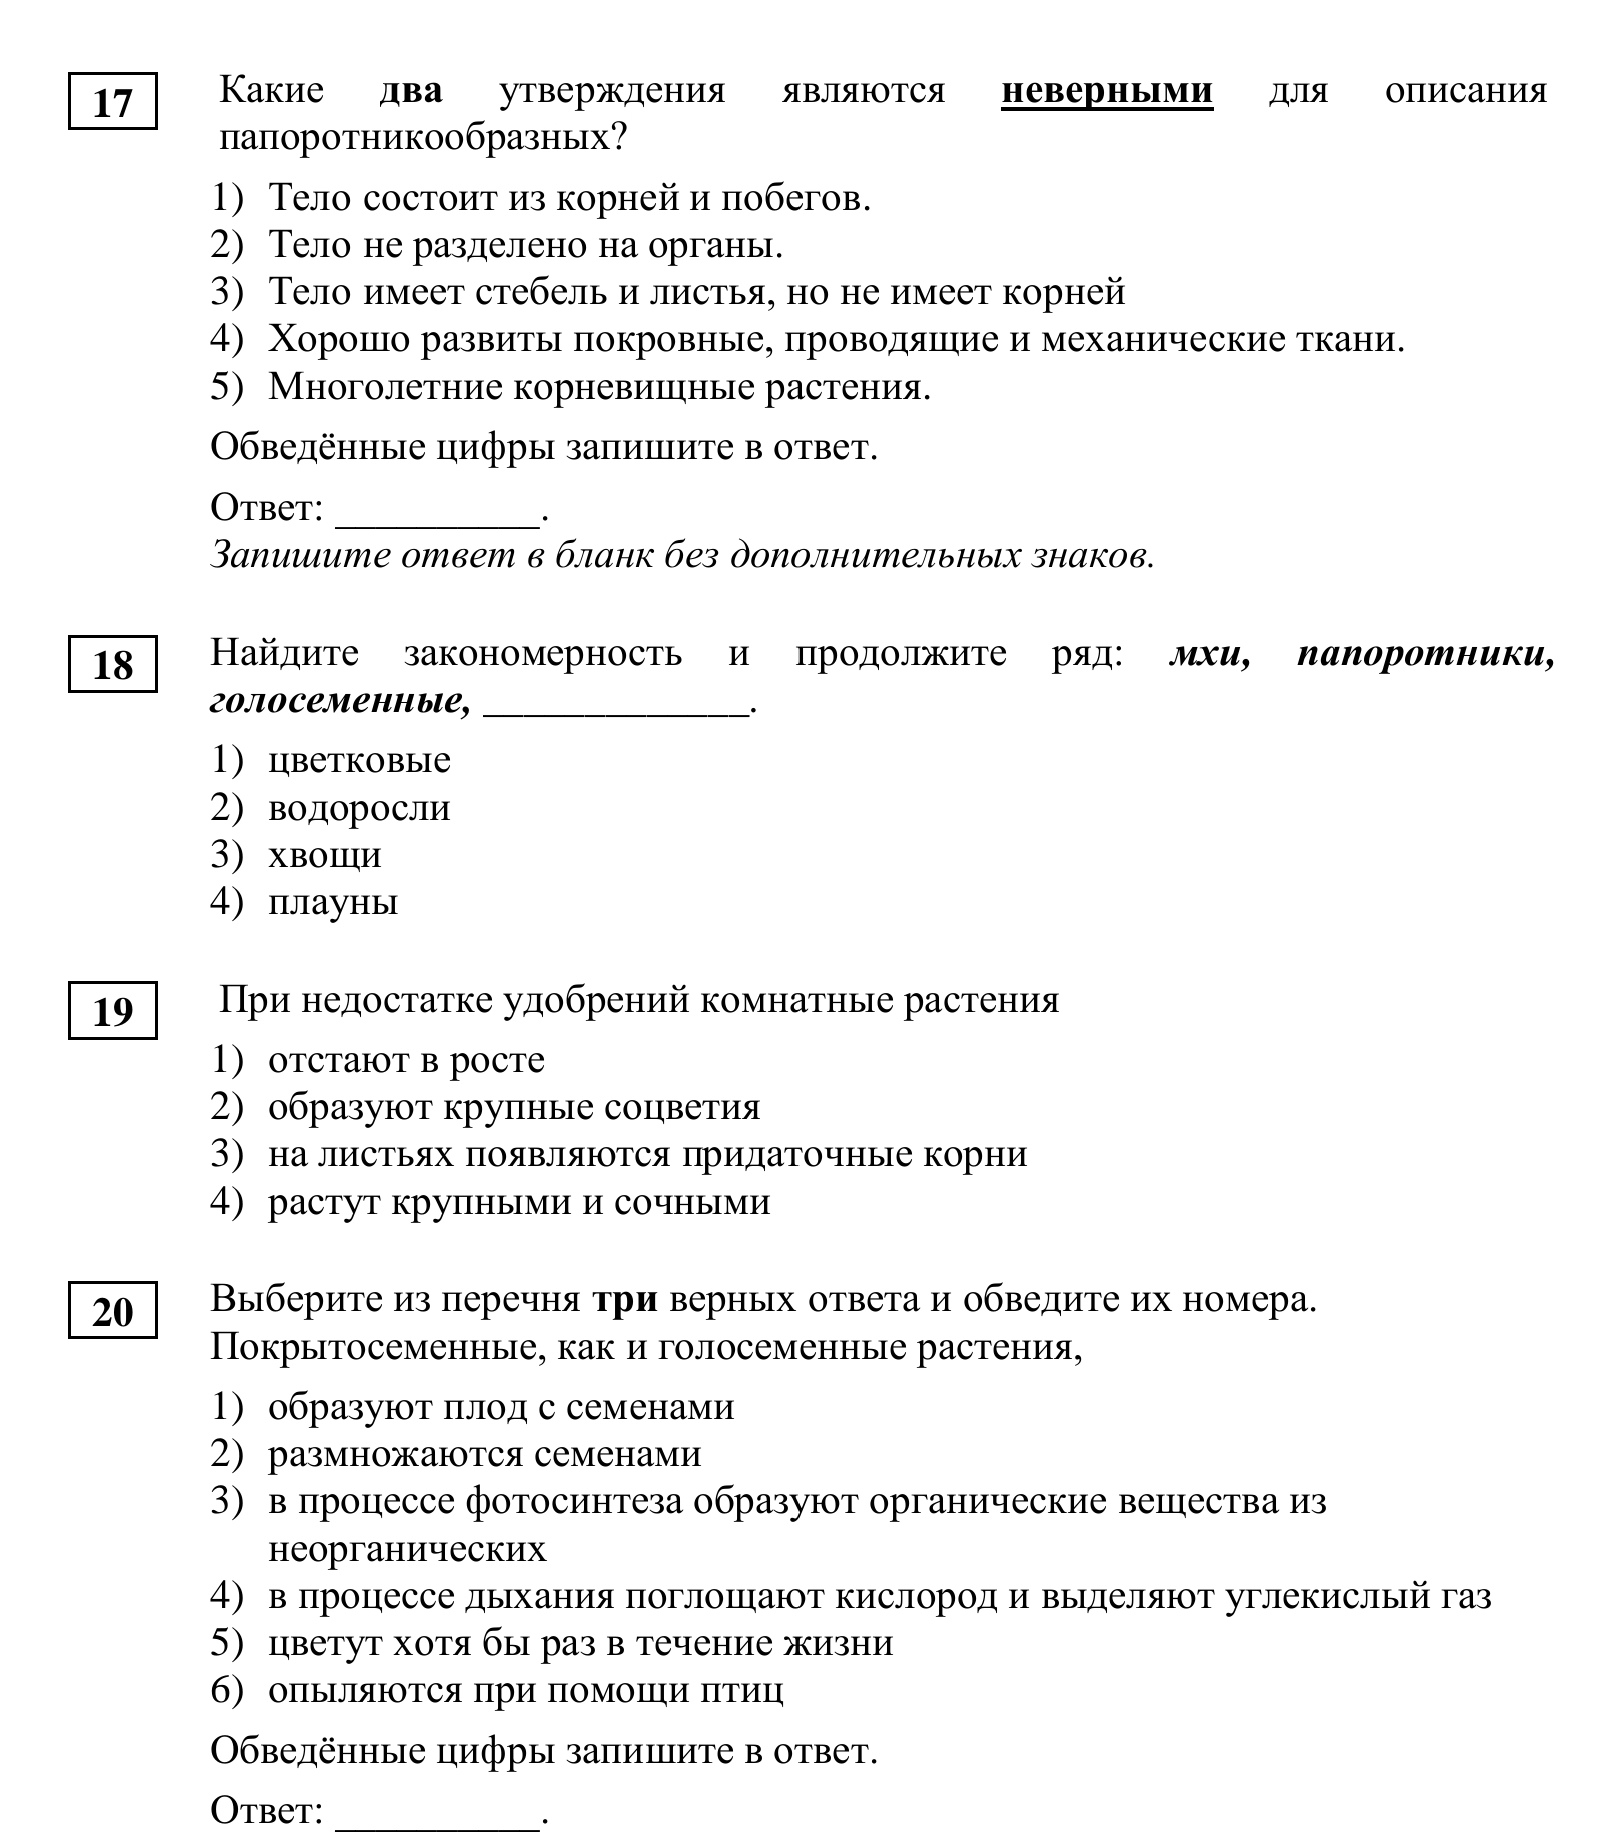 17
Какие два утверждения являются неверными для описания
папоротникообразных?
1) Тело состоит из корней и побегов.
2) Тело не разделено на органы.
3) Тело имеет стебель и листья, но не имеет корней
4) Хорошо развиты покровные, проводящие и механические ткани.
5) Многолетние корневищные растения.
Обведённые цифры запишите в ответ.
Ответ: __________.
Запишите ответ в бланк без дополнительных знаков.
18
Найдите закономерность и продолжите ряд: мхи, папоротники,
голосеменные, _____________.
1) цветковые
2) водоросли
3) хвощи
4) плауны
19
При недостатке удобрений комнатные растения
1) отстают в росте
2) образуют крупные соцветия
3) на листьях появляются придаточные корни
4) растут крупными и сочными
20
Выберите из перечня три верных ответа и обведите их номера.
Покрытосеменные, как и голосеменные растения,
1) образуют плод с семенами
2) размножаются семенами
3) в процессе фотосинтеза образуют органические вещества из
неорганических
4) в процессе дыхания поглощают кислород и выделяют углекислый газ
5) цветут хотя бы раз в течение жизни
6) опыляются при помощи птиц
Обведённые цифры запишите в ответ.
Ответ: __________.